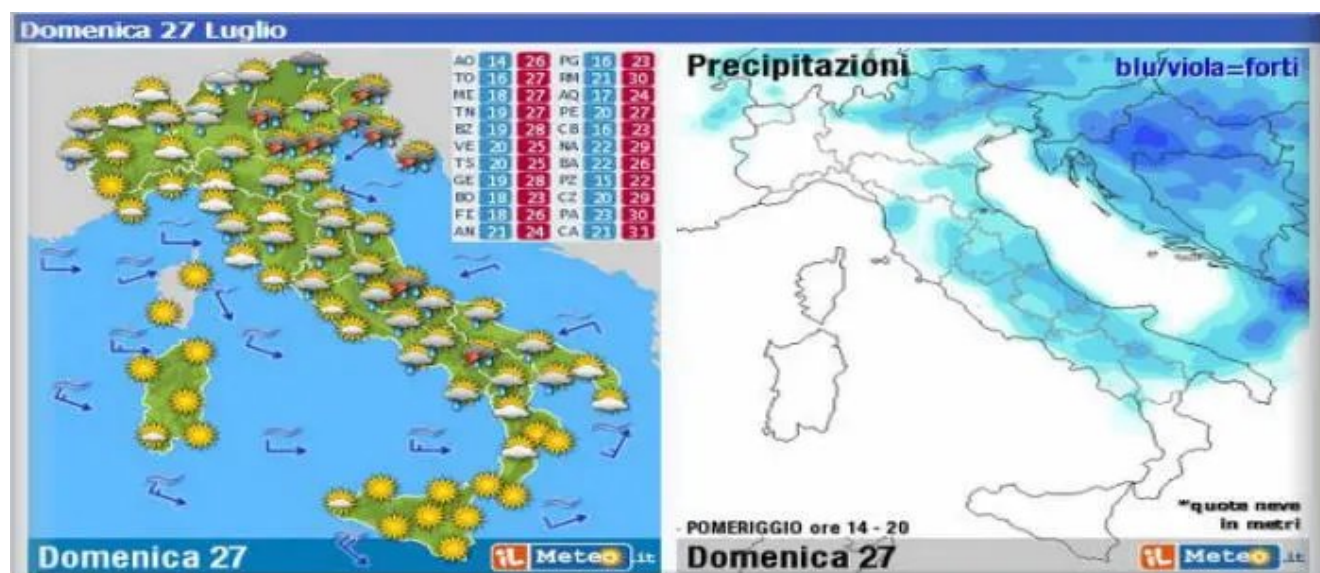 Domenica 27 Luglio
AO 14 26 PG 16 23
TO 16 27 RM 21 30
MI 18 27 AQ 17 24
TN 19 27 PE 20 27
BZ 19 28 CB 16 23
VE 20 25 NA 22 29
TS 20 25 BA 22 26
GE 19 28 PZ 15 22
BO 18 23 CZ 20 29
FI 18 26 PA 23 30
AN 21 24 CA 21 31
Domenica 27
iL Meteo.it
Precipitazioni
blu/viola=forti
*quote neve
in metri
- POMERIGGIO ore 14 - 20
Domenica 27
iL Meteo.it